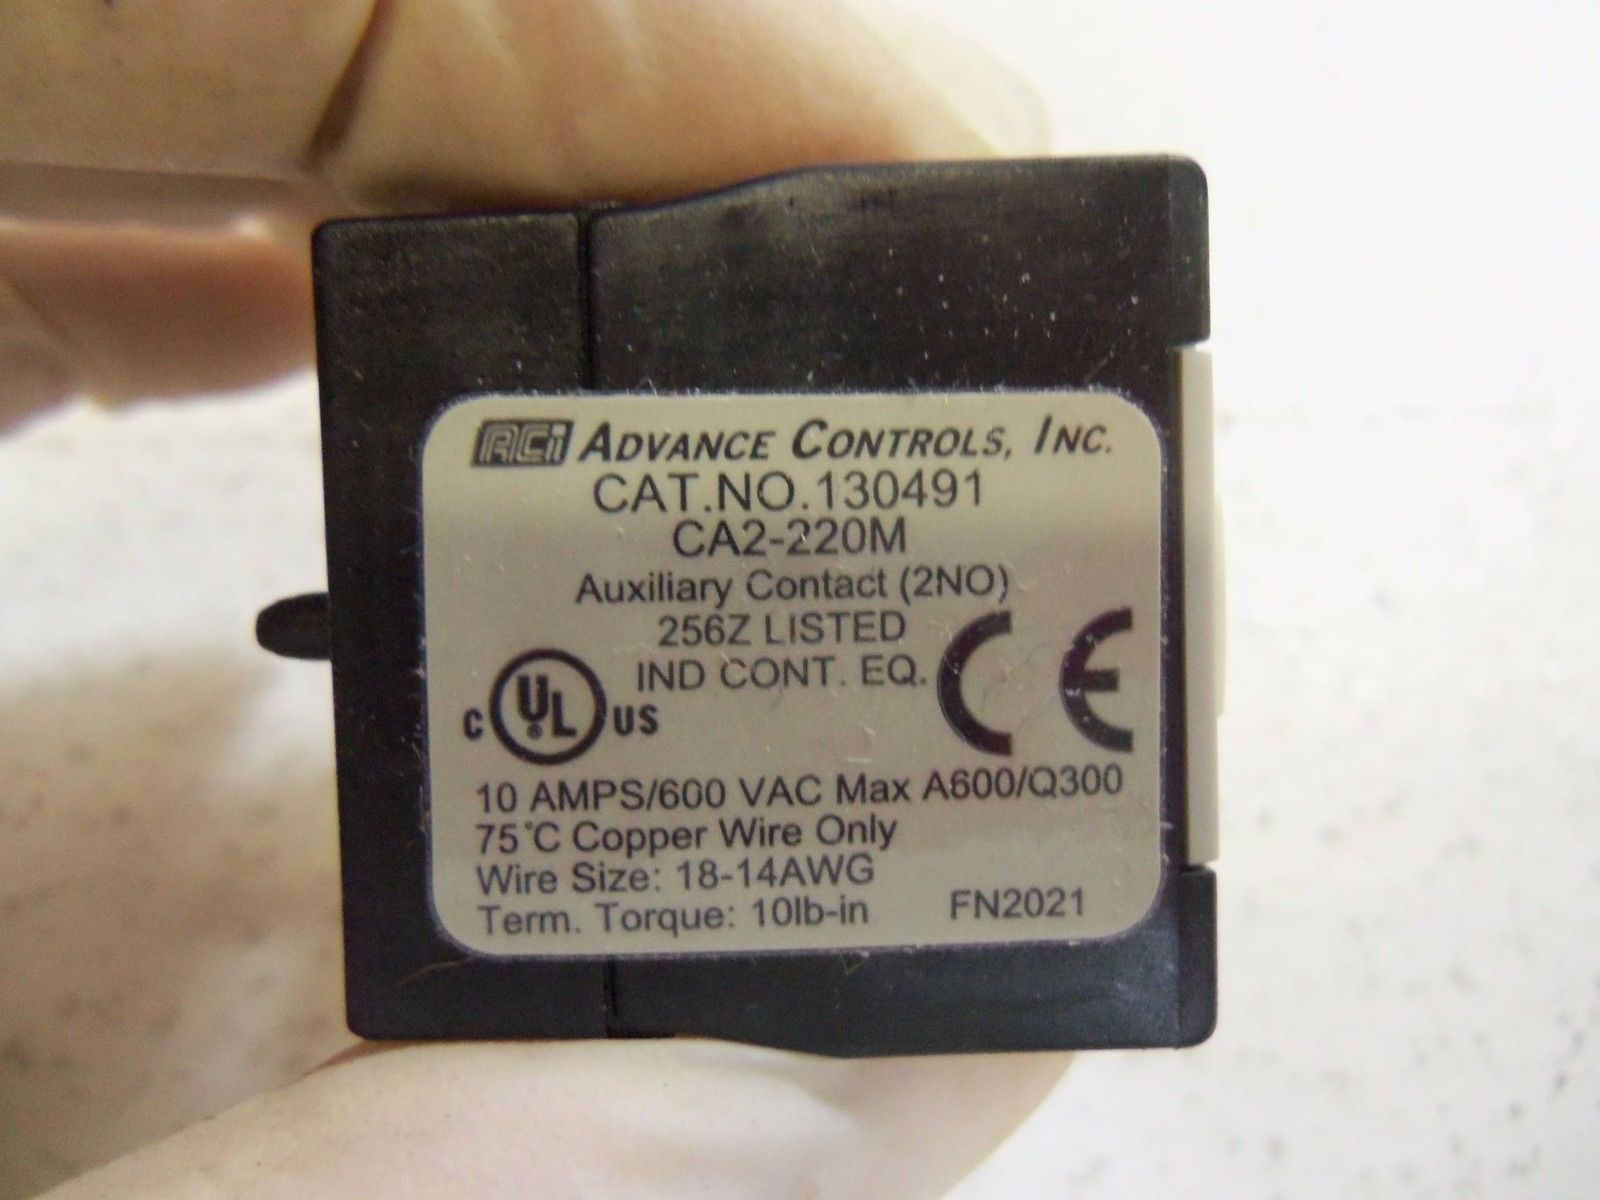 ACi ADVANCE CONTROLS, INC.
CAT.NO.130491
CA2-220M
Auxiliary Contact (2NO)
256Z LISTED
IND CONT. EQ.
C UL ® US CE
10 AMPS/600 VAC Max A600/Q300
75°C Copper Wire Only
Wire Size: 18-14AWG
Term. Torque: 10lb-in FN2021